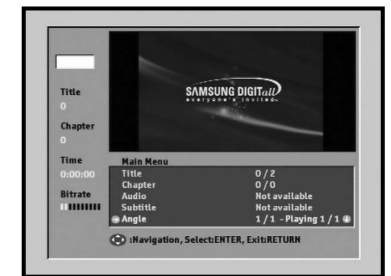 SAMSUNG DIGITall
everyone's invited™
Title
0
Chapter
0
Time
0:00:00
Bitrate
Main Menu
Title 0 / 2
Chapter 0 / 0
Audio Not available
Subtitle Not available
Angle 1 / 1 - Playing 1 / 1
:Navigation, Select:ENTER, Exit:RETURN